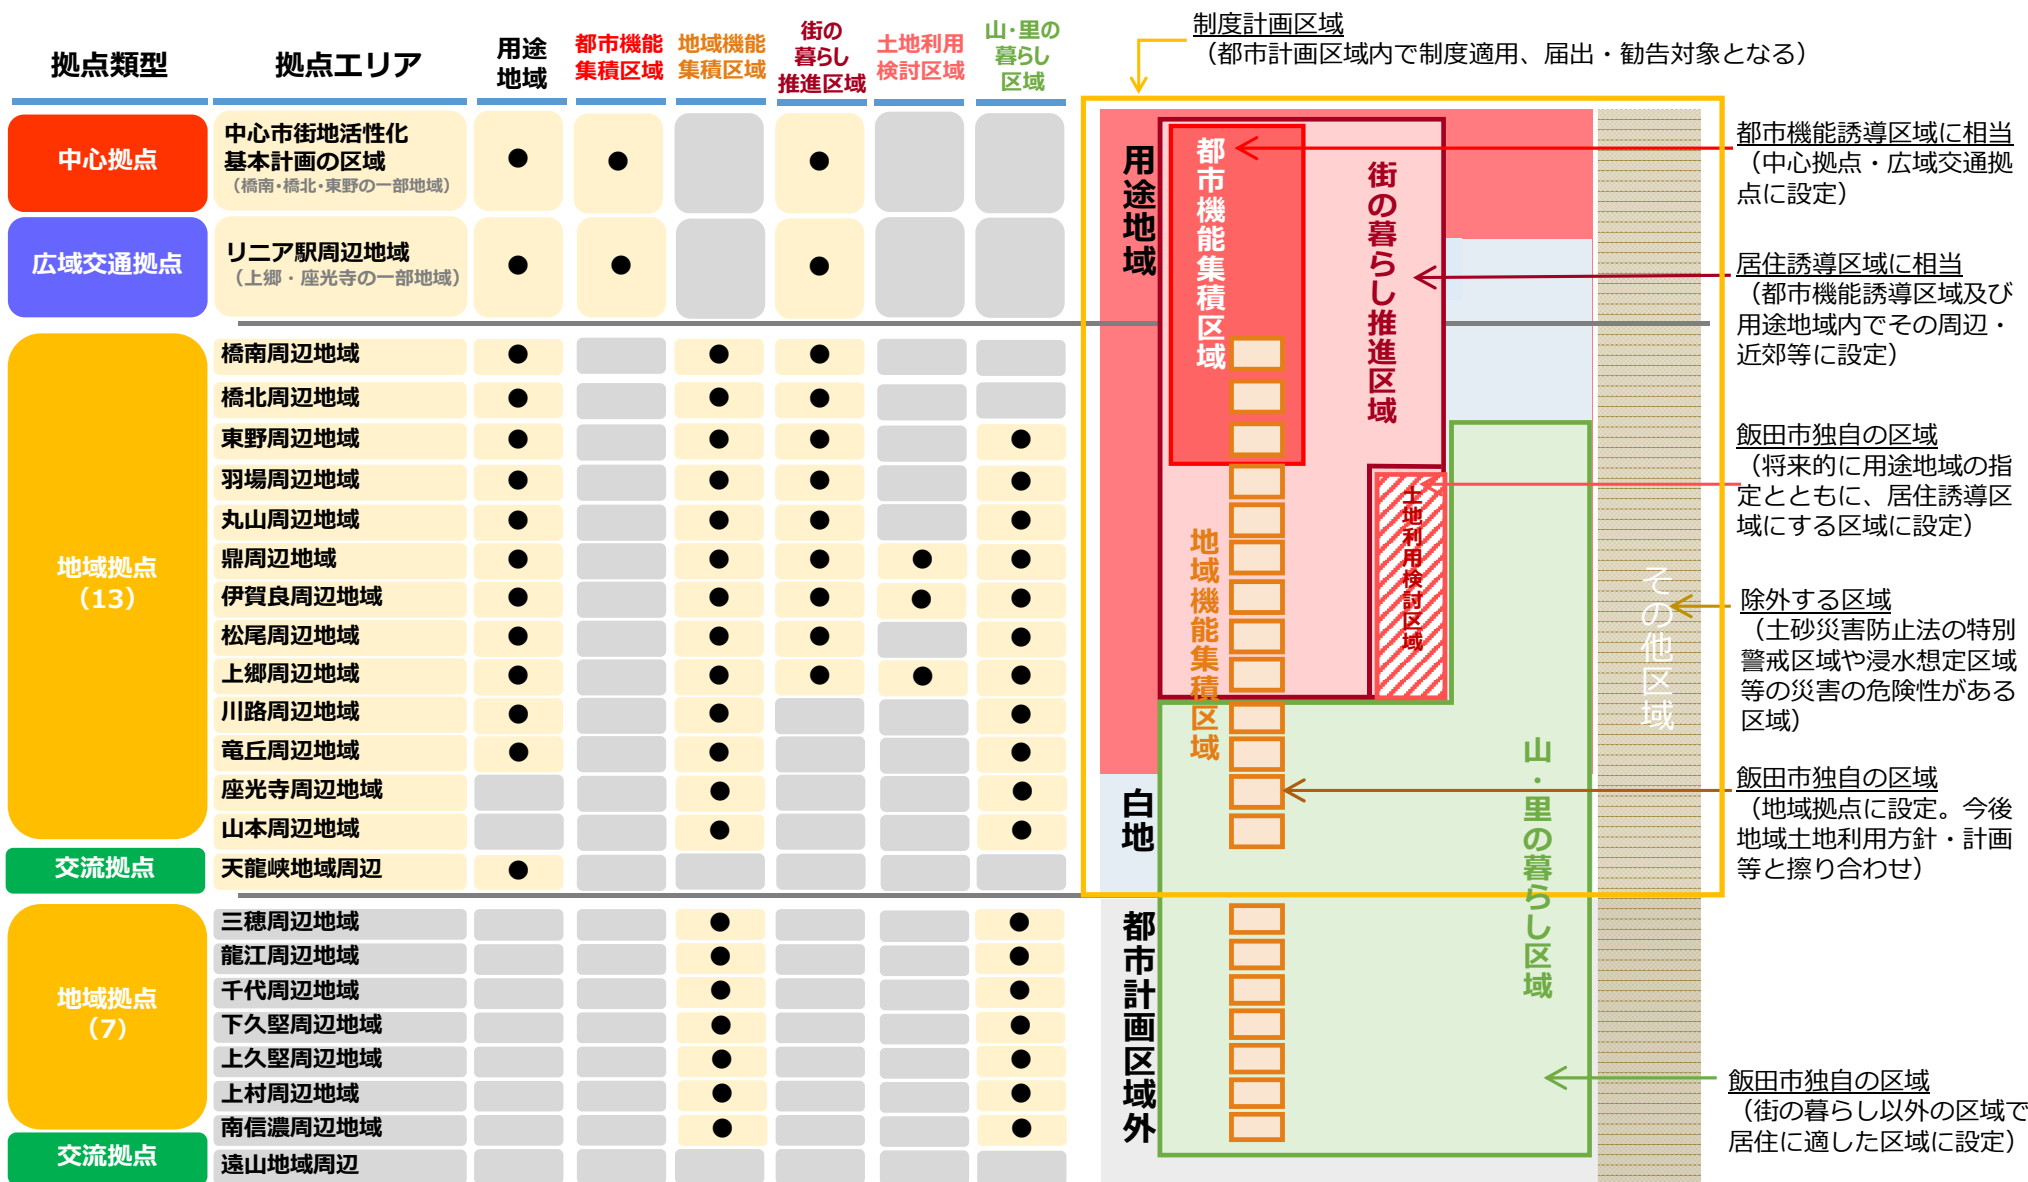 拠点類型
拠点エリア
用途
地域
都市機能
集積区域
地域機能
集積区域
街の
暮らし
推進区域
土地利用
検討区域
山・里の
暮らし
区域
中心拠点
中心市街地活性化
基本計画の区域
（橋南・橋北・東野の一部地域）
● ● ●
広域交通拠点
リニア駅周辺地域
（上郷・座光寺の一部地域）
● ● ●
地域拠点
（13）
橋南周辺地域 ● ● ●
橋北周辺地域 ● ● ●
東野周辺地域 ● ● ● ●
羽場周辺地域 ● ● ● ●
丸山周辺地域 ● ● ● ●
鼎周辺地域 ● ● ● ● ●
伊賀良周辺地域 ● ● ● ● ●
松尾周辺地域 ● ● ● ●
上郷周辺地域 ● ● ● ● ●
川路周辺地域 ● ● ●
竜丘周辺地域 ● ● ●
座光寺周辺地域 ● ●
山本周辺地域 ● ●
交流拠点
天龍峡地域周辺 ●
地域拠点
（7）
三穂周辺地域 ● ●
龍江周辺地域 ● ●
千代周辺地域 ● ●
下久堅周辺地域 ● ●
上久堅周辺地域 ● ●
上村周辺地域 ● ●
南信濃周辺地域 ● ●
交流拠点
遠山地域周辺
制度計画区域
（都市計画区域内で制度適用、届出・勧告対象となる）
用途地域
都市機能集積区域
街の暮らし推進区域
土地利用検討区域
地域機能集積区域
白地
山・里の暮らし区域
都市計画区域外
その他区域
都市機能誘導区域に相当
（中心拠点・広域交通拠
点に設定）
居住誘導区域に相当
（都市機能誘導区域及び
用途地域内でその周辺・
近郊等に設定）
飯田市独自の区域
（将来的に用途地域の指
定とともに、居住誘導区
域にする区域に設定）
除外する区域
（土砂災害防止法の特別
警戒区域や浸水想定区域
等の災害の危険性がある
区域）
飯田市独自の区域
（地域拠点に設定。今後
地域土地利用方針・計画
等と擦り合わせ）
飯田市独自の区域
（街の暮らし以外の区域で
居住に適した区域に設定）